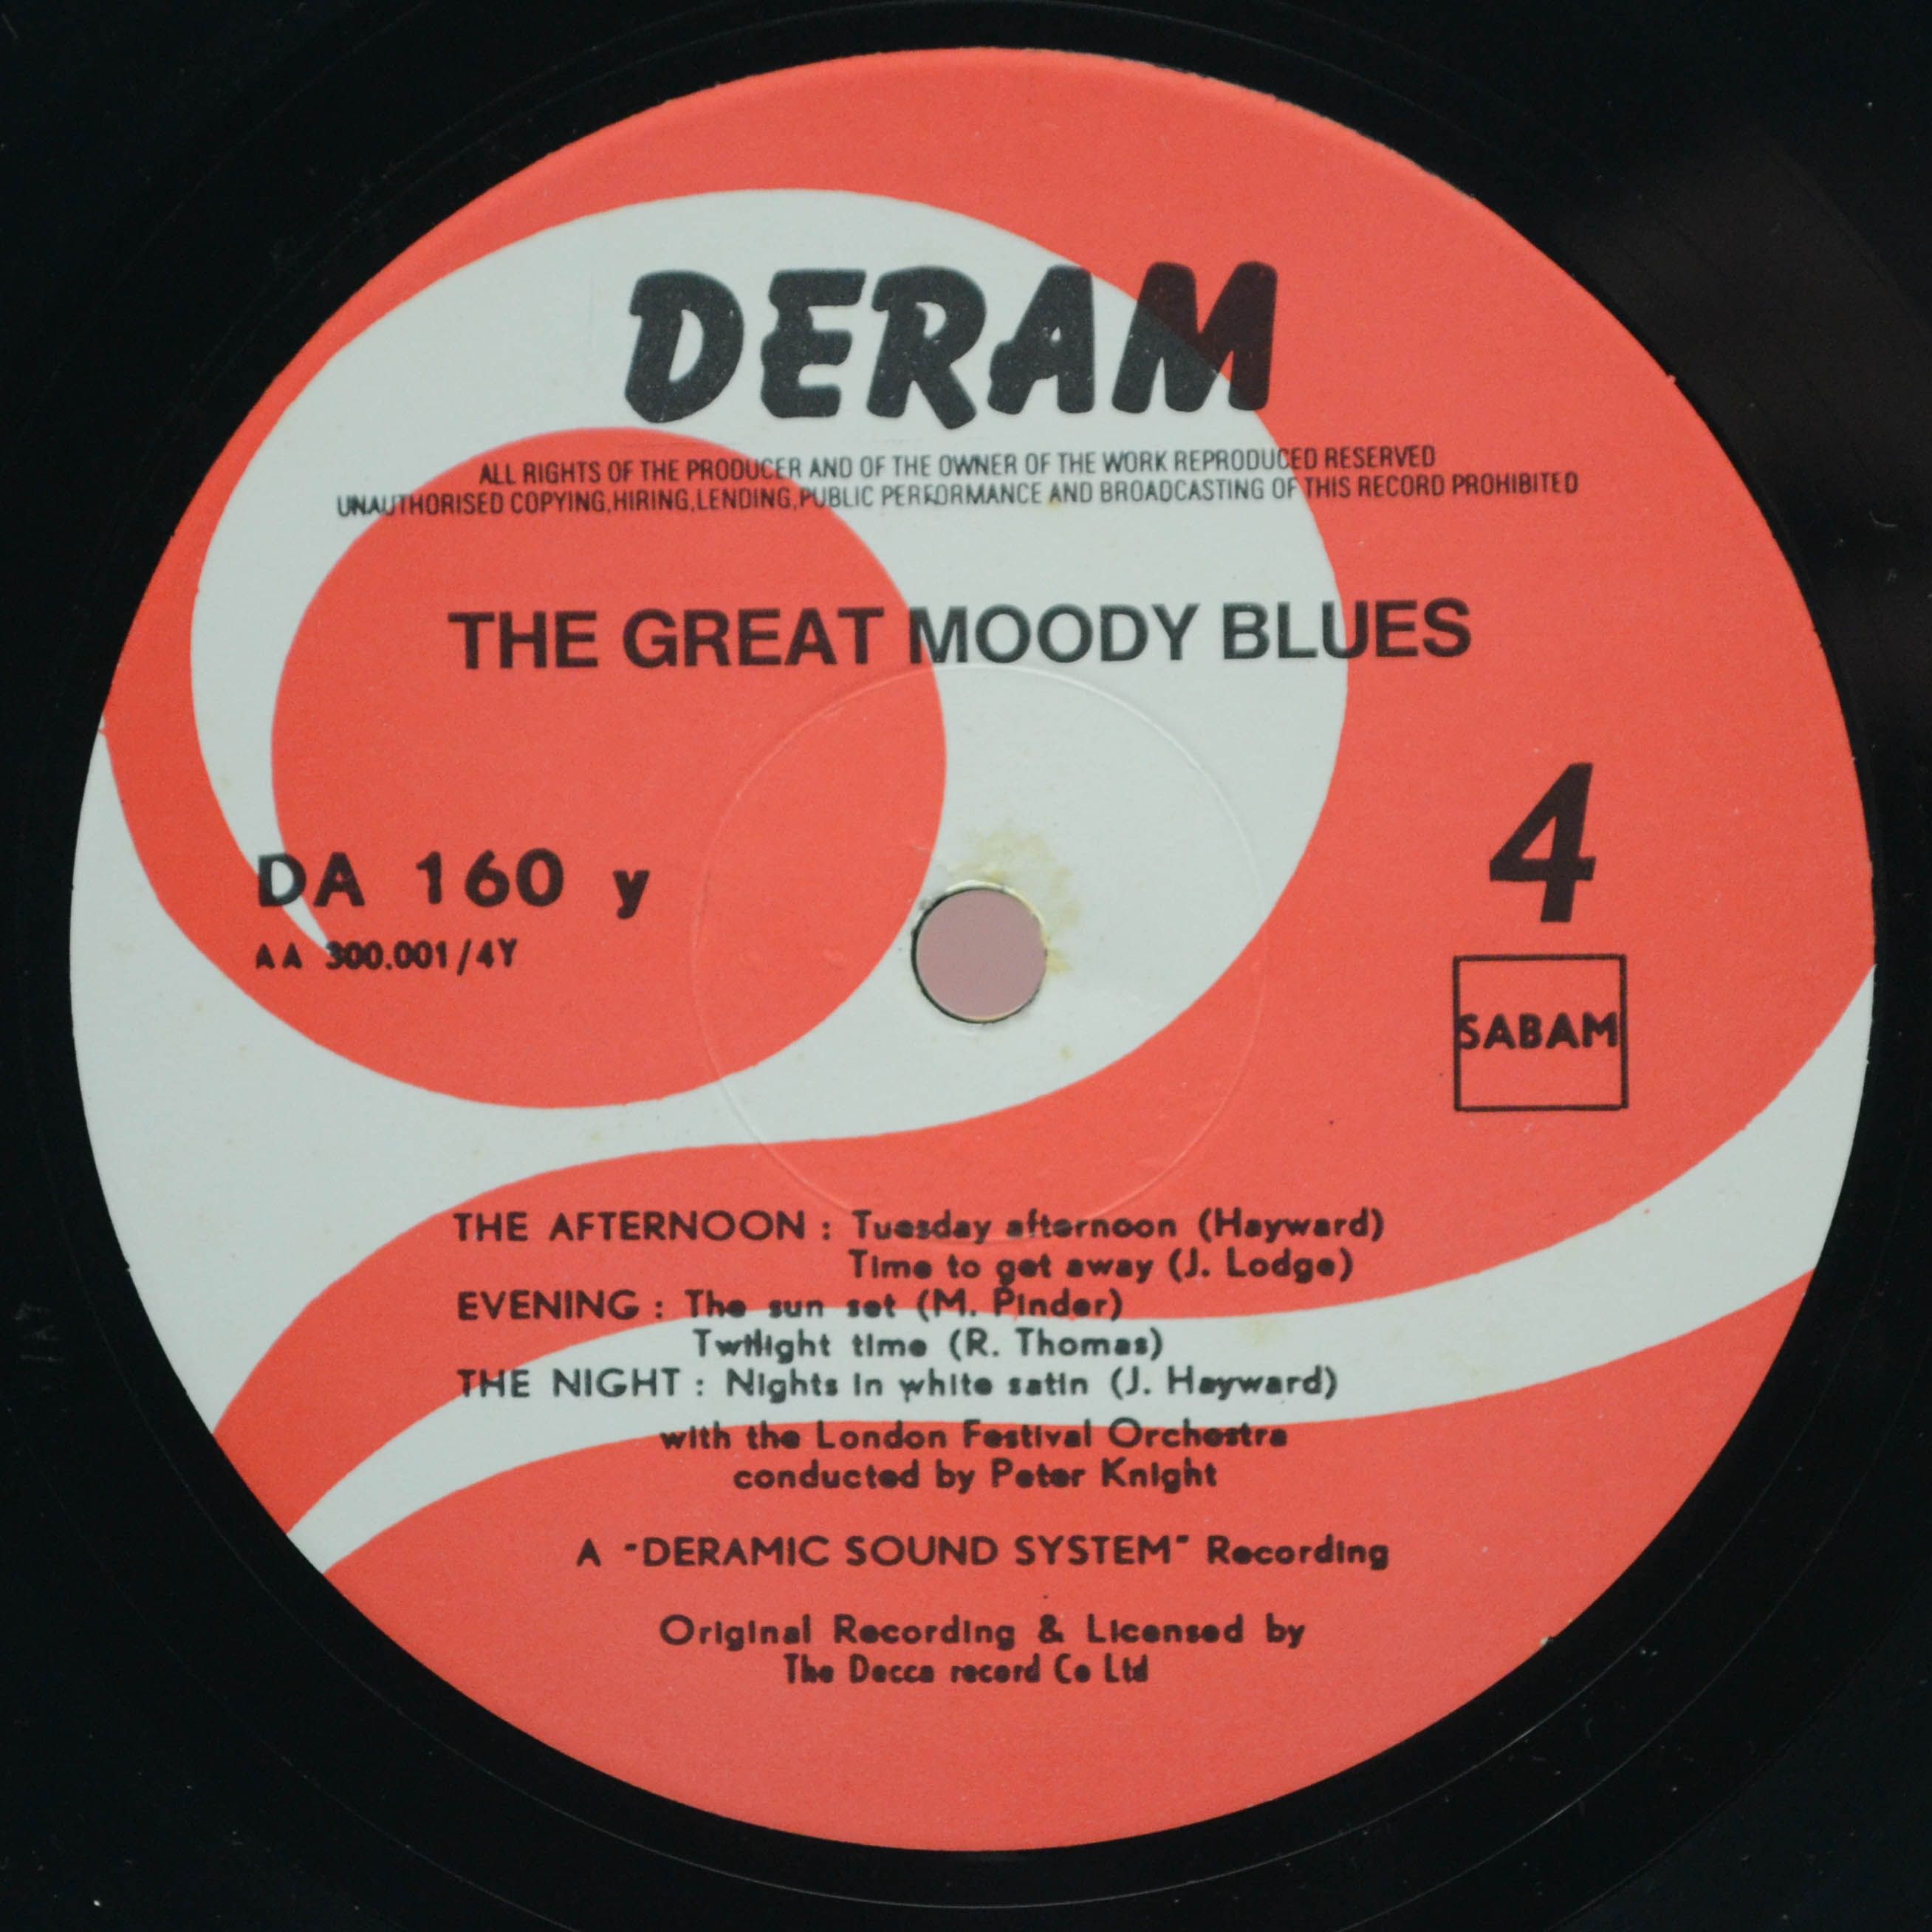 DERAM
ALL RIGHTS OF THE PRODUCER AND OF THE OWNER OF THE WORK REPRODUCED RESERVED
UNAUTHORISED COPYING,HIRING,LENDING,PUBLIC PERFORMANCE AND BROADCASTING OF THIS RECORD PROHIBITED
THE GREAT MOODY BLUES
4
DA 160 y
AA 300.001/4Y
SABAM
THE AFTERNOON : Tuesday afternoon (Hayward)
Time to get away (J. Lodge)
EVENING : The sun set (M. Pinder)
Twilight time (R. Thomas)
THE NIGHT : Nights in white satin (J. Hayward)
with the London Festival Orchestra
conducted by Peter Knight
A "DERAMIC SOUND SYSTEM" Recording
Original Recording & Licensed by
The Decca record Co Ltd